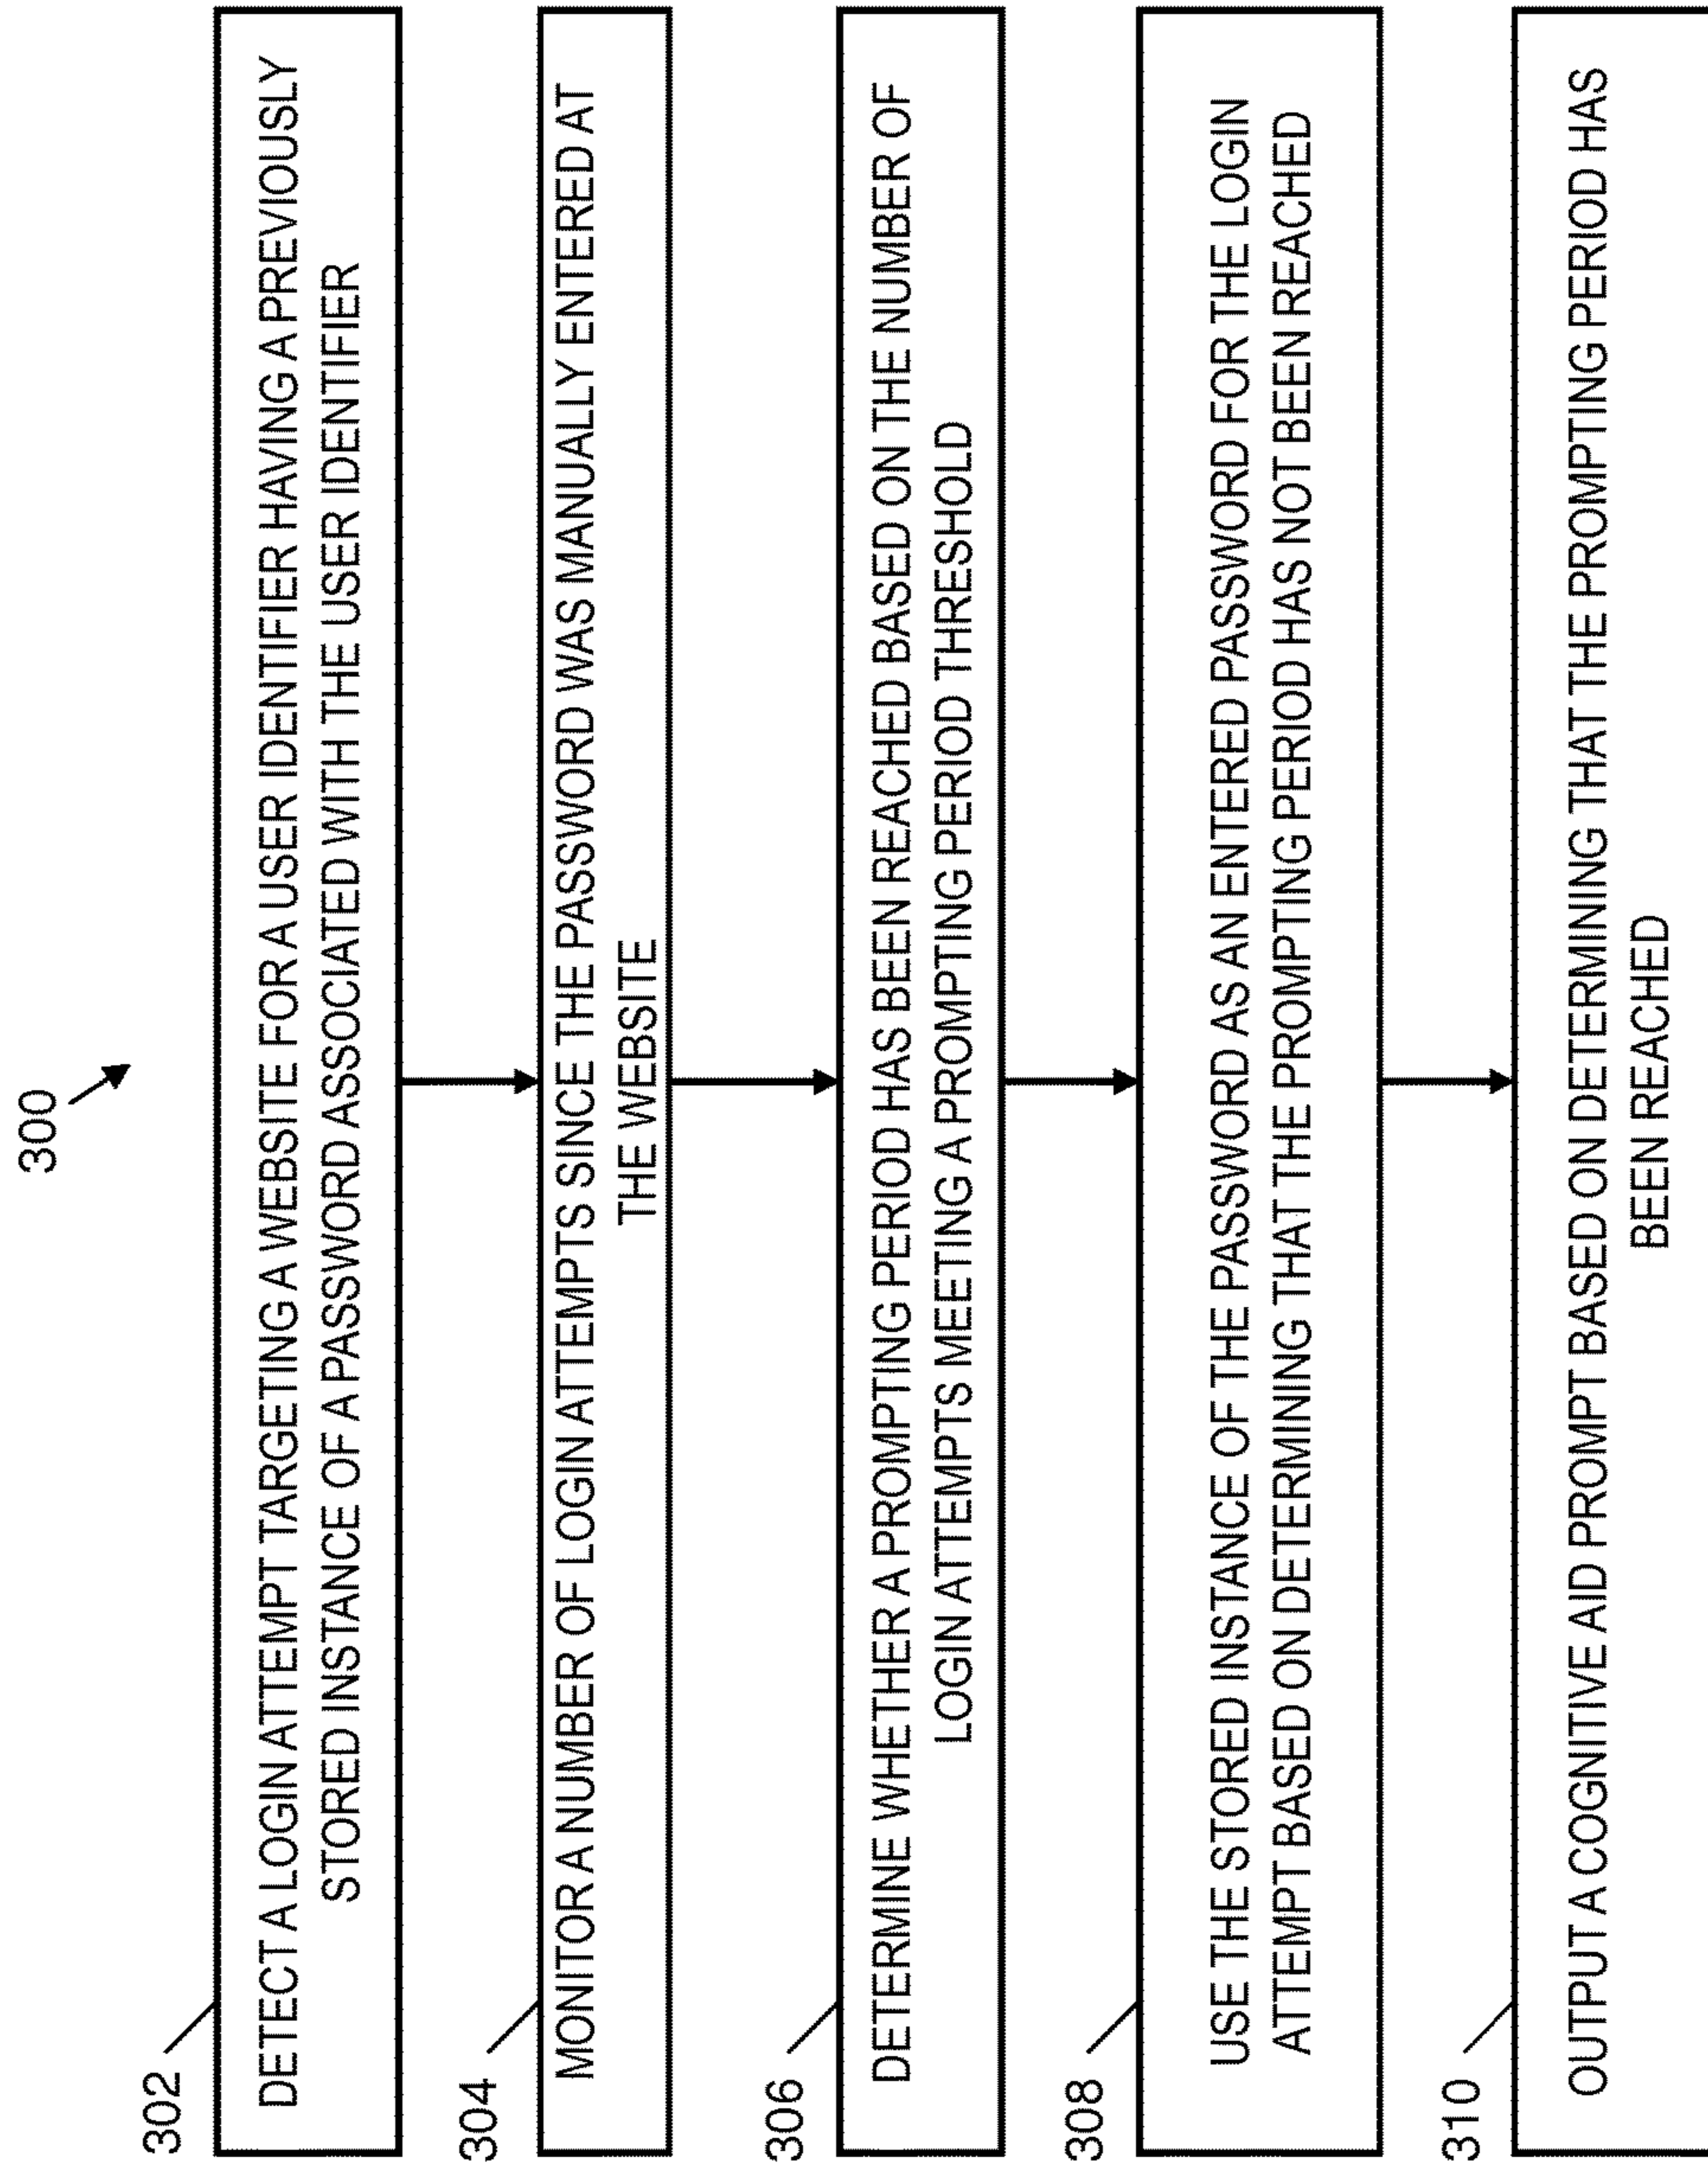 300
302
DETECT A LOGIN ATTEMPT TARGETING A WEBSITE FOR A USER IDENTIFIER HAVING A PREVIOUSLY
STORED INSTANCE OF A PASSWORD ASSOCIATED WITH THE USER IDENTIFIER
304
MONITOR A NUMBER OF LOGIN ATTEMPTS SINCE THE PASSWORD WAS MANUALLY ENTERED AT
THE WEBSITE
306
DETERMINE WHETHER A PROMPTING PERIOD HAS BEEN REACHED BASED ON THE NUMBER OF
LOGIN ATTEMPTS MEETING A PROMPTING PERIOD THRESHOLD
308
USE THE STORED INSTANCE OF THE PASSWORD AS AN ENTERED PASSWORD FOR THE LOGIN
ATTEMPT BASED ON DETERMINING THAT THE PROMPTING PERIOD HAS NOT BEEN REACHED
310
OUTPUT A COGNITIVE AID PROMPT BASED ON DETERMINING THAT THE PROMPTING PERIOD HAS
BEEN REACHED